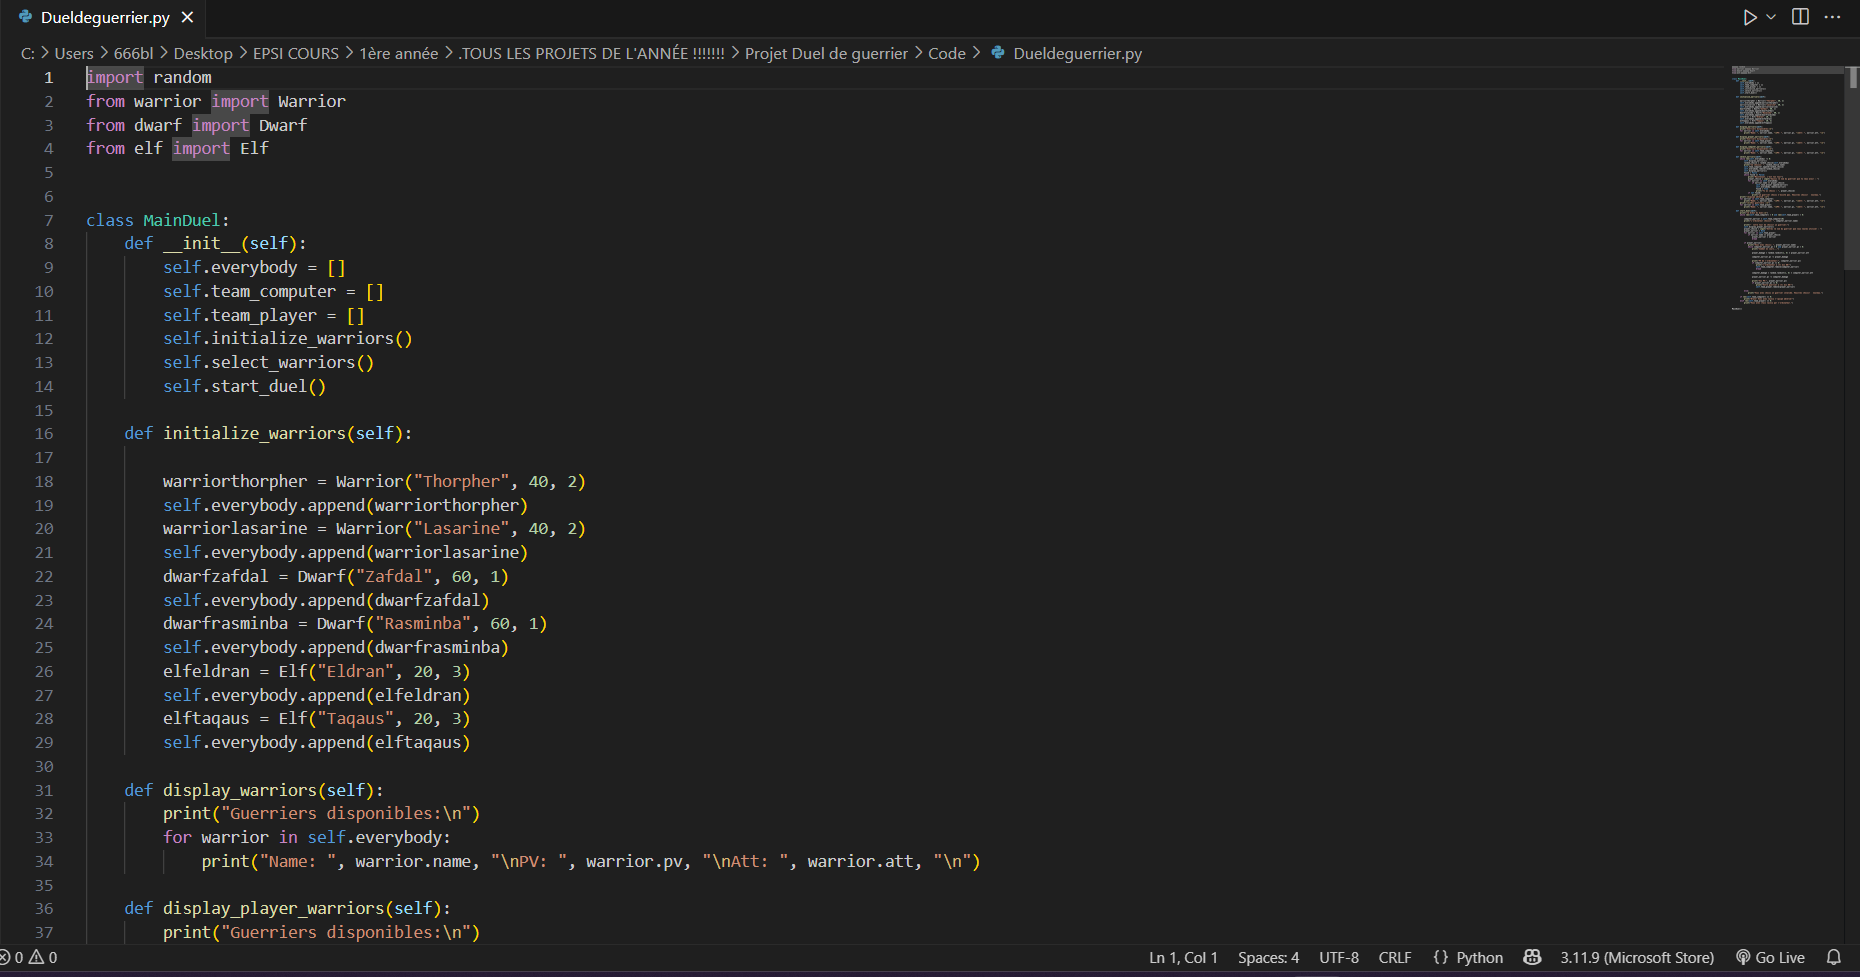 Dueldeguerrier.py
C: > Users > 666bl > Desktop > EPSI COURS > 1ère année > .TOUS LES PROJETS DE L'ANNÉE !!!!!!! > Projet Duel de guerrier > Code > Dueldeguerrier.py
1 import random
2 from warrior import Warrior
3 from dwarf import Dwarf
4 from elf import Elf
5
6
7 class MainDuel:
8 def __init__(self):
9 self.everybody = []
10 self.team_computer = []
11 self.team_player = []
12 self.initialize_warriors()
13 self.select_warriors()
14 self.start_duel()
15
16 def initialize_warriors(self):
17
18 warriorthorpher = Warrior("Thorpher", 40, 2)
19 self.everybody.append(warriorthorpher)
20 warriorlasarine = Warrior("Lasarine", 40, 2)
21 self.everybody.append(warriorlasarine)
22 dwarfzafdal = Dwarf("Zafdal", 60, 1)
23 self.everybody.append(dwarfzafdal)
24 dwarfrasminba = Dwarf("Rasminba", 60, 1)
25 self.everybody.append(dwarfrasminba)
26 elfeldran = Elf("Eldran", 20, 3)
27 self.everybody.append(elfeldran)
28 elftaqaus = Elf("Taqaus", 20, 3)
29 self.everybody.append(elftaqaus)
30
31 def display_warriors(self):
32 print("Guerriers disponibles:\n")
33 for warrior in self.everybody:
34 print("Name: ", warrior.name, "\nPV: ", warrior.pv, "\nAtt: ", warrior.att, "\n")
35
36 def display_player_warriors(self):
37 print("Guerriers disponibles:\n")
0 0 Ln 1, Col 1 Spaces: 4 UTF-8 CRLF {} Python 3.11.9 (Microsoft Store) Go Live